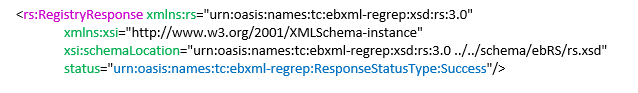 <rs:RegistryResponse xmlns:rs="urn:oasis:names:tc:ebxml-regrep:xsd:rs:3.0"
xmlns:xsi="http://www.w3.org/2001/XMLSchema-instance"
xsi:schemaLocation="urn:oasis:names:tc:ebxml-regrep:xsd:rs:3.0 ../../schema/ebRS/rs.xsd"
status="urn:oasis:names:tc:ebxml-regrep:ResponseStatusType:Success"/>